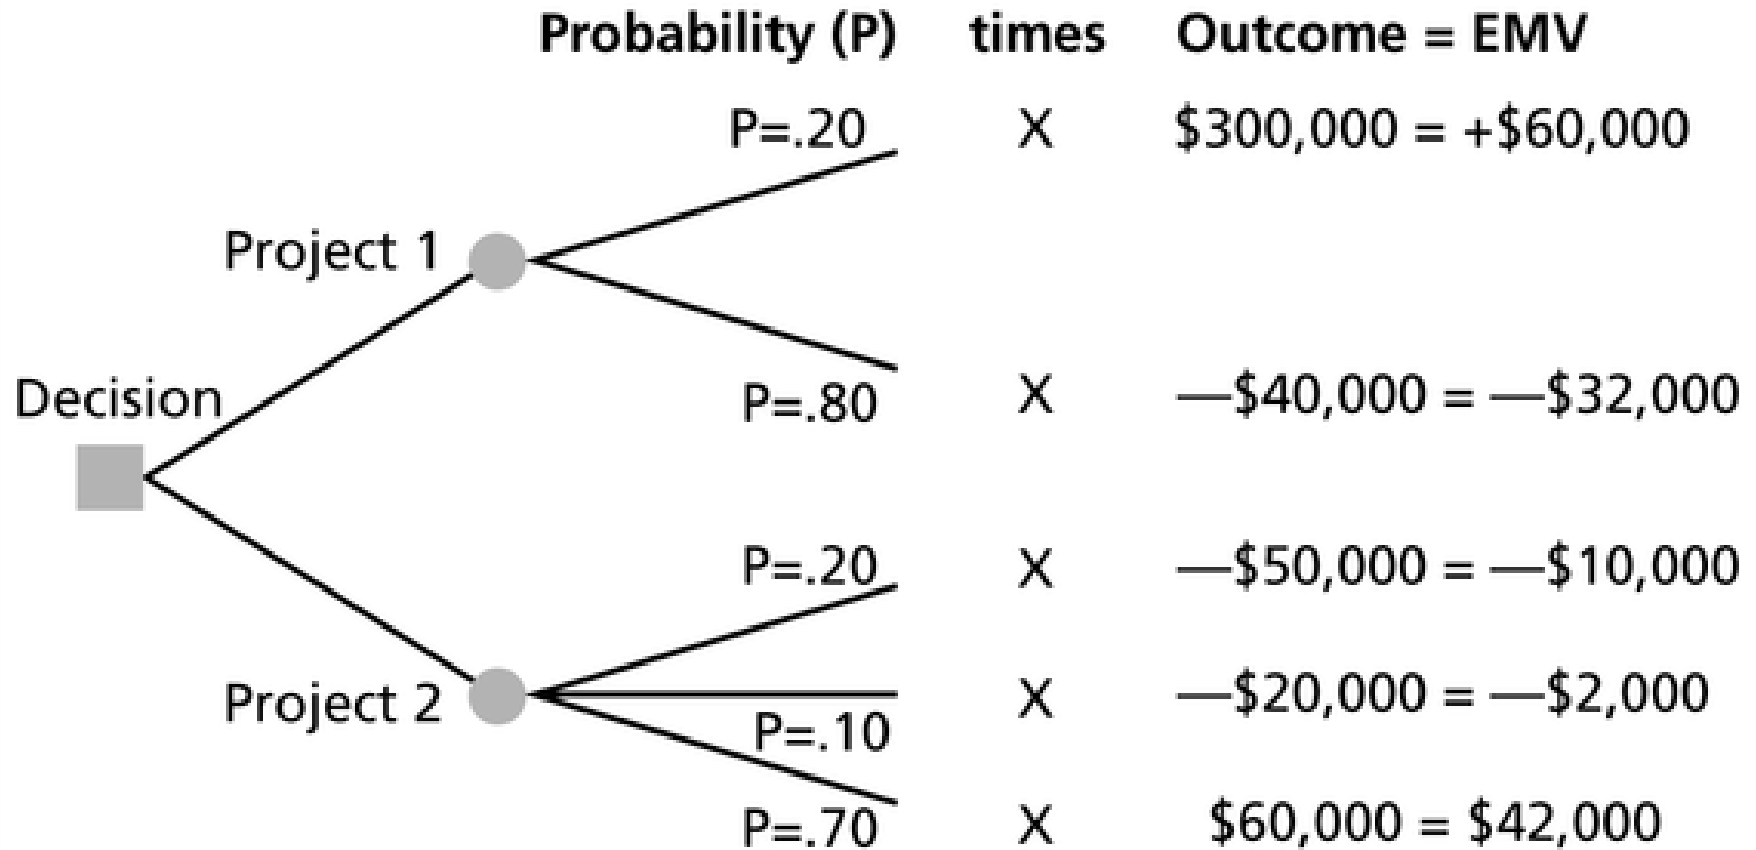 Probability (P) times Outcome = EMV
P=.20 X $300,000 = +$60,000
Project 1
P=.80 X —$40,000 = —$32,000
Decision
P=.20 X —$50,000 = —$10,000
Project 2 X —$20,000 = —$2,000
P=.10
P=.70 X $60,000 = $42,000